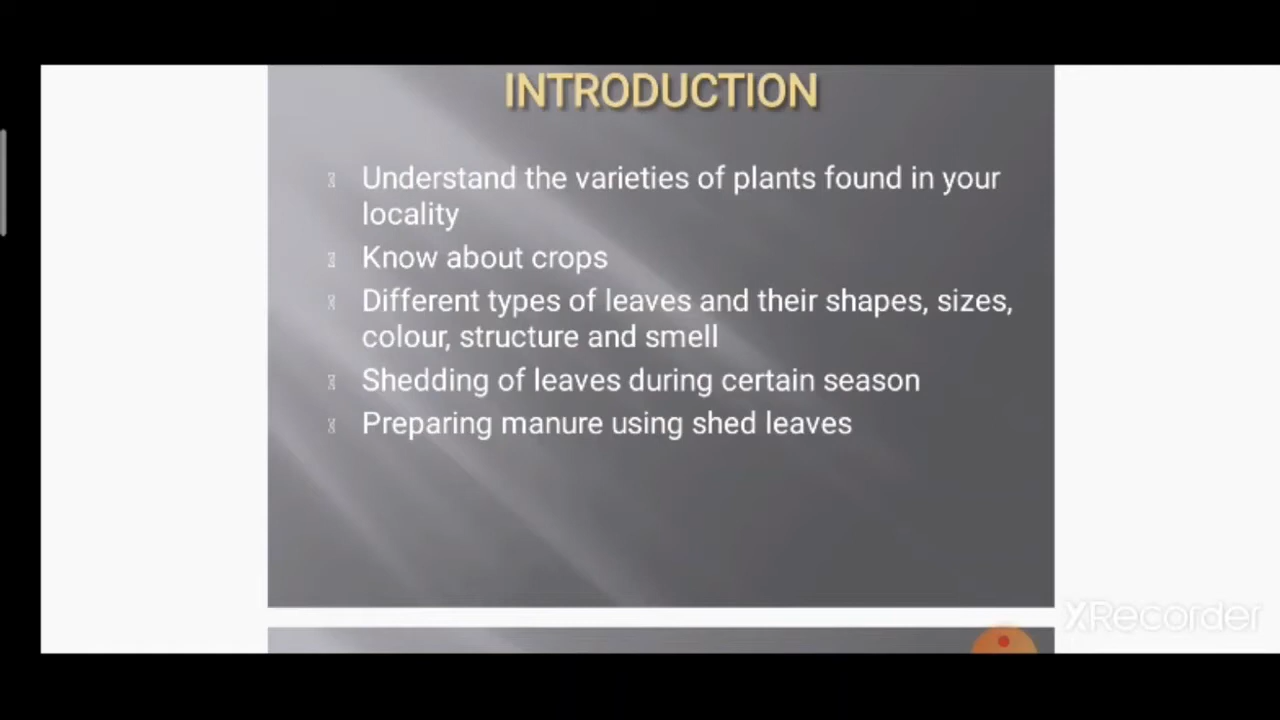 INTRODUCTION
Understand the varieties of plants found in your
locality
Know about crops
Different types of leaves and their shapes, sizes,
colour, structure and smell
Shedding of leaves during certain season
Preparing manure using shed leaves
XRecorder